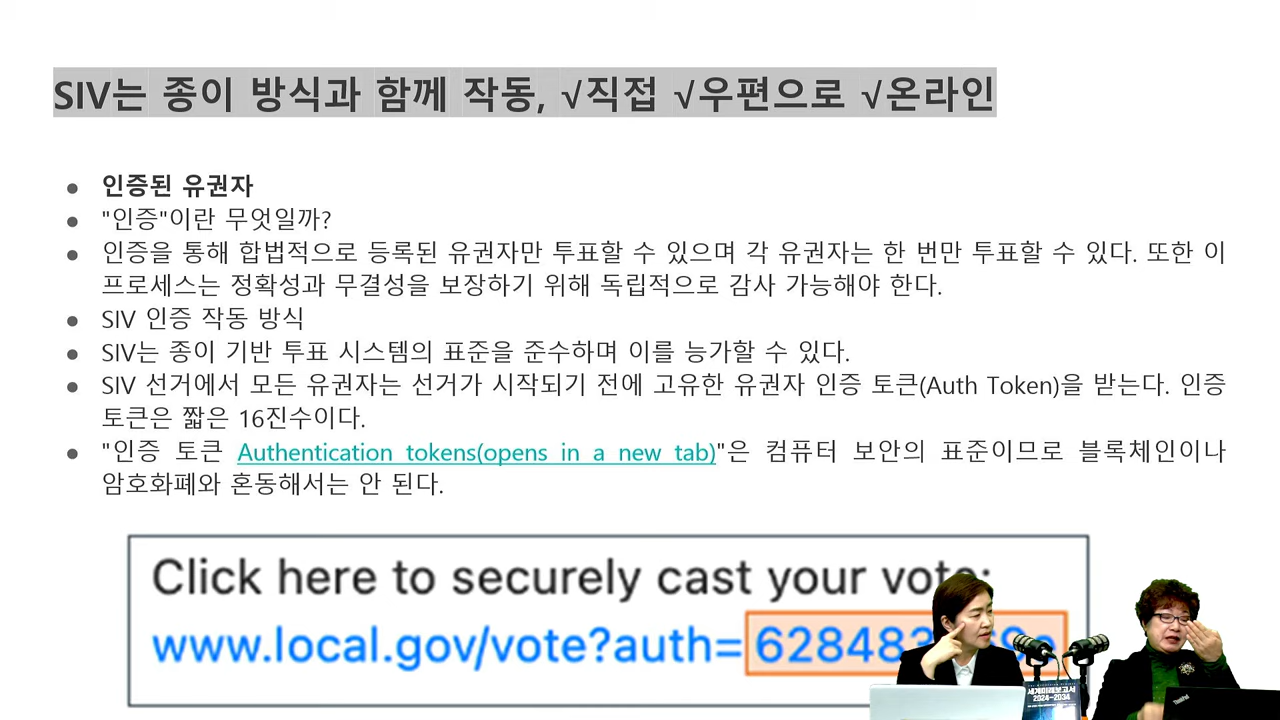 SIV는 종이 방식과 함께 작동, √직접 √우편으로 √온라인
● 인증된 유권자
● "인증"이란 무엇일까?
● 인증을 통해 합법적으로 등록된 유권자만 투표할 수 있으며 각 유권자는 한 번만 투표할 수 있다. 또한 이
프로세스는 정확성과 무결성을 보장하기 위해 독립적으로 감사 가능해야 한다.
● SIV 인증 작동 방식
● SIV는 종이 기반 투표 시스템의 표준을 준수하며 이를 능가할 수 있다.
● SIV 선거에서 모든 유권자는 선거가 시작되기 전에 고유한 유권자 인증 토큰(Auth Token)을 받는다. 인증
토큰은 짧은 16진수이다.
● "인증 토큰 Authentication tokens(opens in a new tab)"은 컴퓨터 보안의 표준이므로 블록체인이나
암호화폐와 혼동해서는 안 된다.
Click here to securely cast your vote:
www.local.gov/vote?auth=
세계미래보고서
2024-2034
ThinkPad